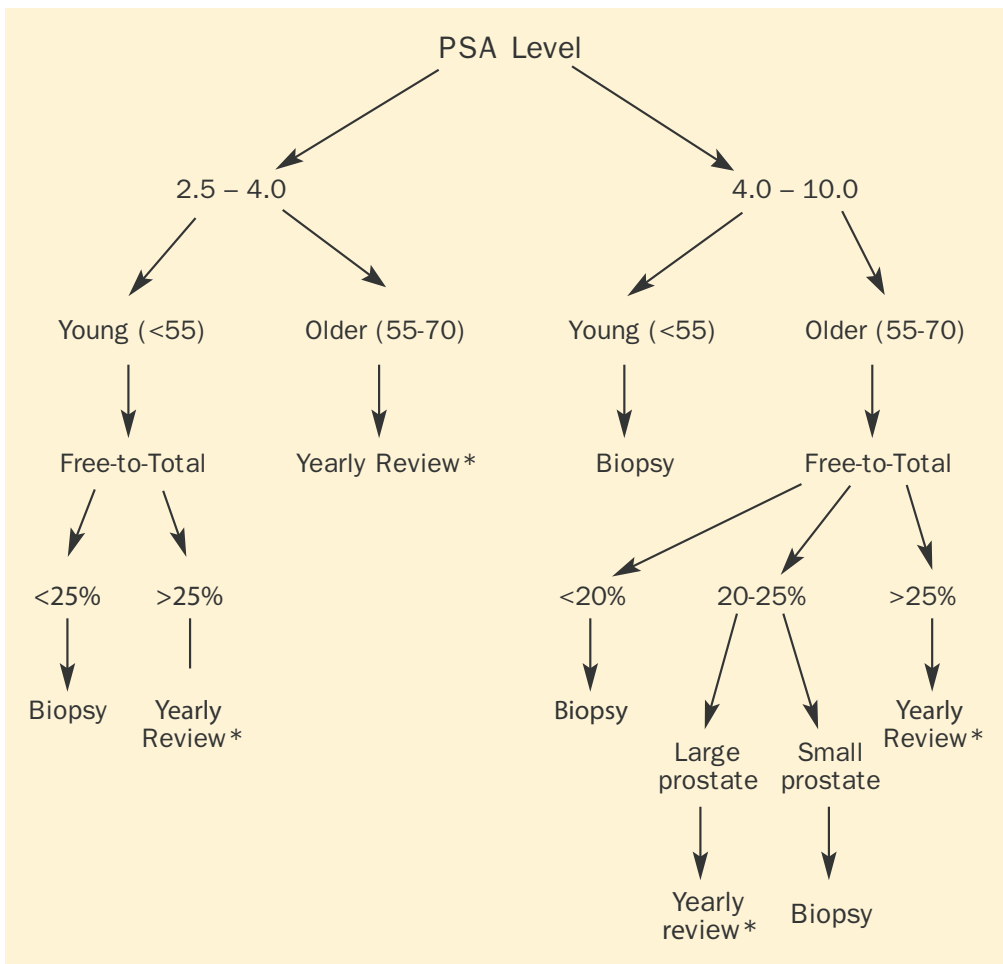 PSA Level
2.5 – 4.0
4.0 – 10.0
Young (<55)
Older (55-70)
Young (<55)
Older (55-70)
Free-to-Total
Yearly Review*
Biopsy
Free-to-Total
<25%
>25%
<20%
20-25%
>25%
Biopsy
Yearly
Review*
Biopsy
Yearly
Review*
Large
prostate
Small
prostate
Yearly
review*
Biopsy